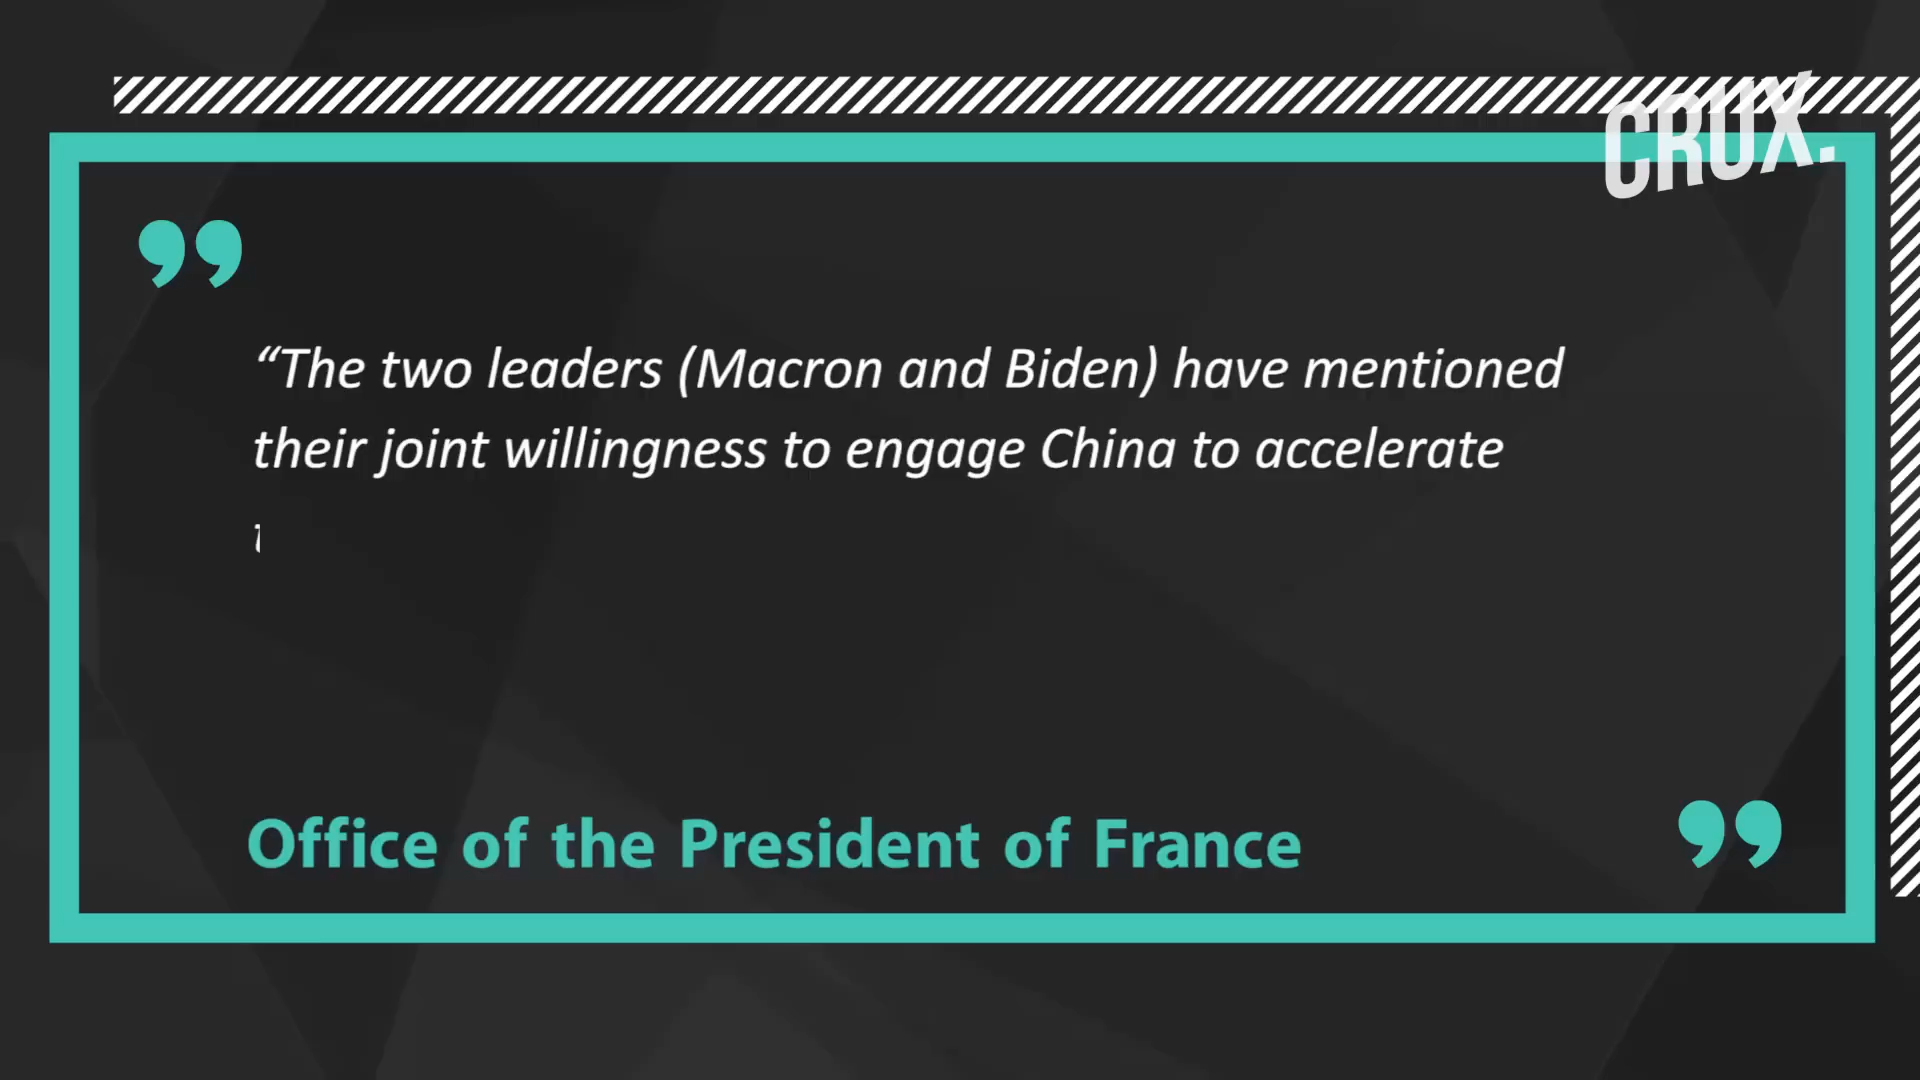 CRUX.
“The two leaders (Macron and Biden) have mentioned
their joint willingness to engage China to accelerate
Office of the President of France